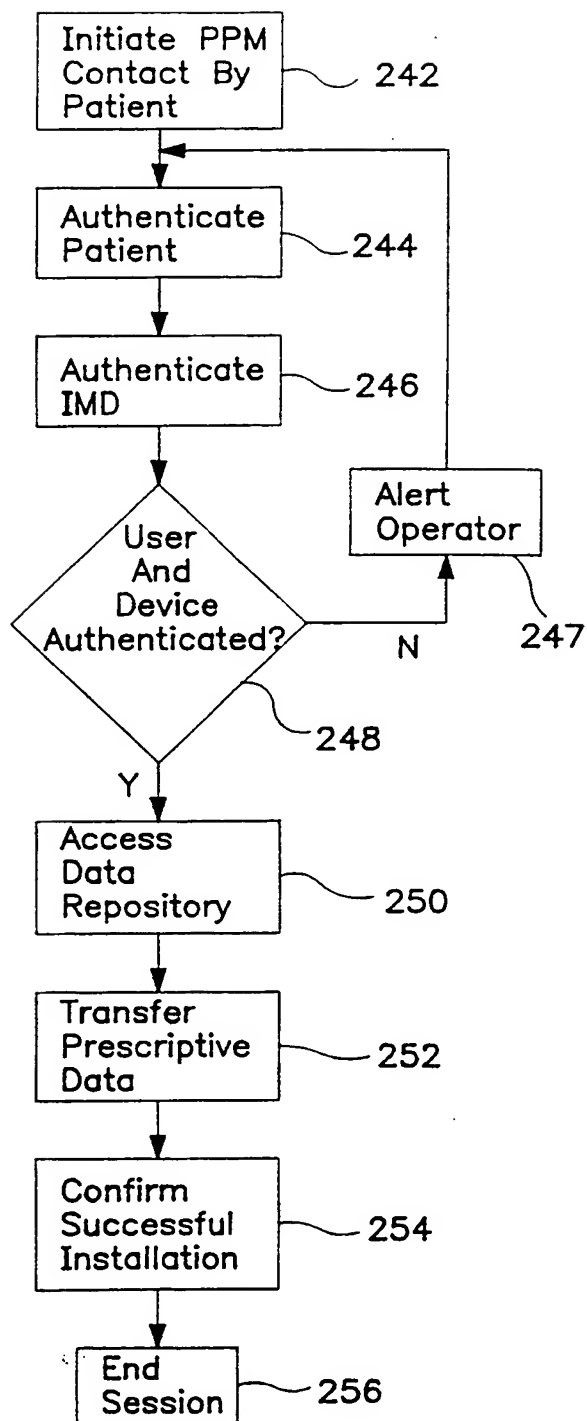 Initiate PPM
Contact By
Patient
242
Authenticate
Patient
244
Authenticate
IMD
246
Alert
Operator
247
User
And
Device
Authenticated?
N
248
Y
Access
Data
Repository
250
Transfer
Prescriptive
Data
252
Confirm
Successful
Installation
254
End
Session
256